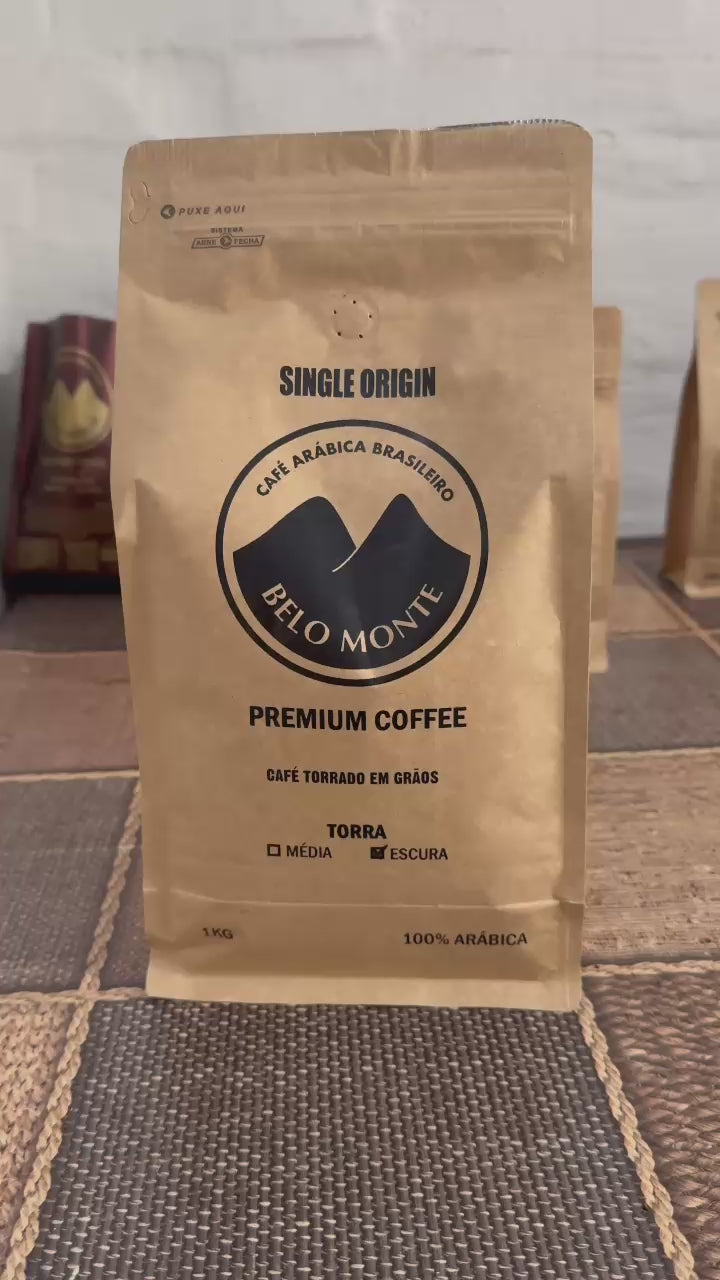 PUXE AQUI
SISTEMA
ABRE FECHA
SINGLE ORIGIN
CAFÉ ARÁBICA BRASILEIRO
BELO MONTE
PREMIUM COFFEE
CAFÉ TORRADO EM GRÃOS
TORRA
MÉDIA ESCURA
1KG 100% ARÁBICA